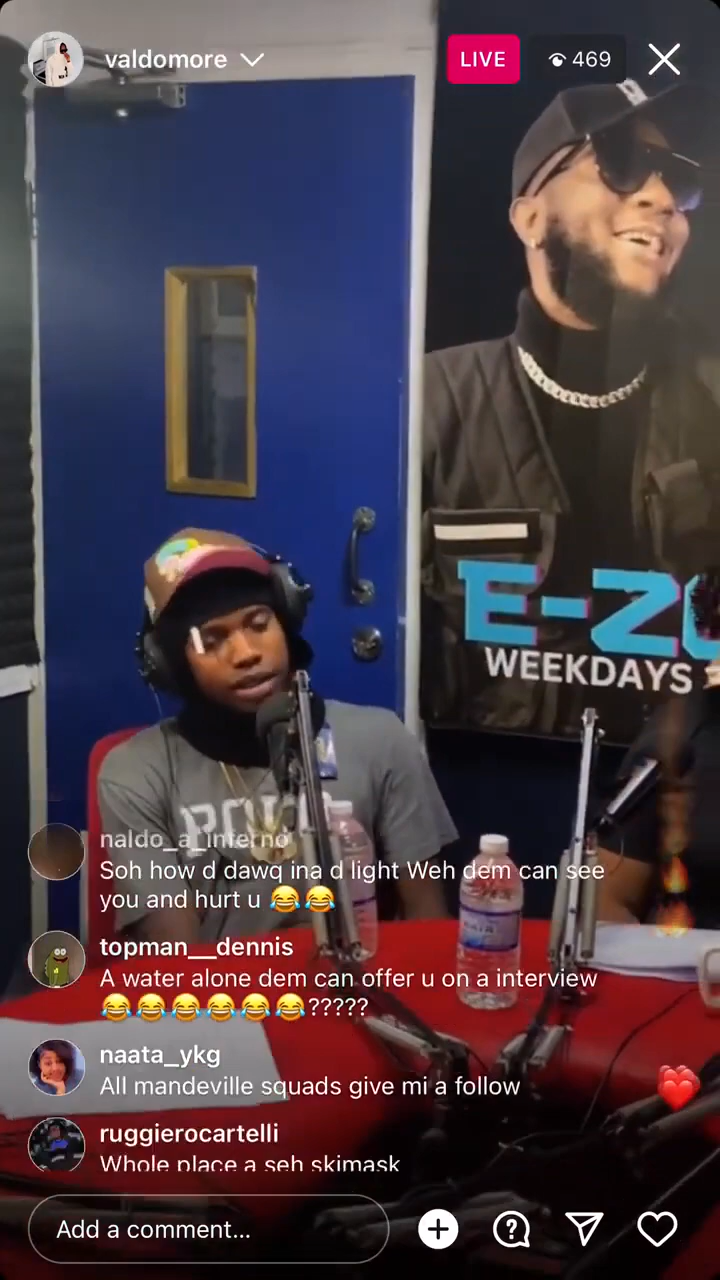 valdomore
LIVE
469
E-Z
WEEKDAYS
naldo_a_inferno
Soh how d dawq ina d light Weh dem can see
you and hurt u 😂😂
topman__dennis
A water alone dem can offer u on a interview
😂😂😂😂😂😂?????
naata_ykg
All mandeville squads give mi a follow
ruggierocartelli
Whole place a seh skimask
Add a comment...